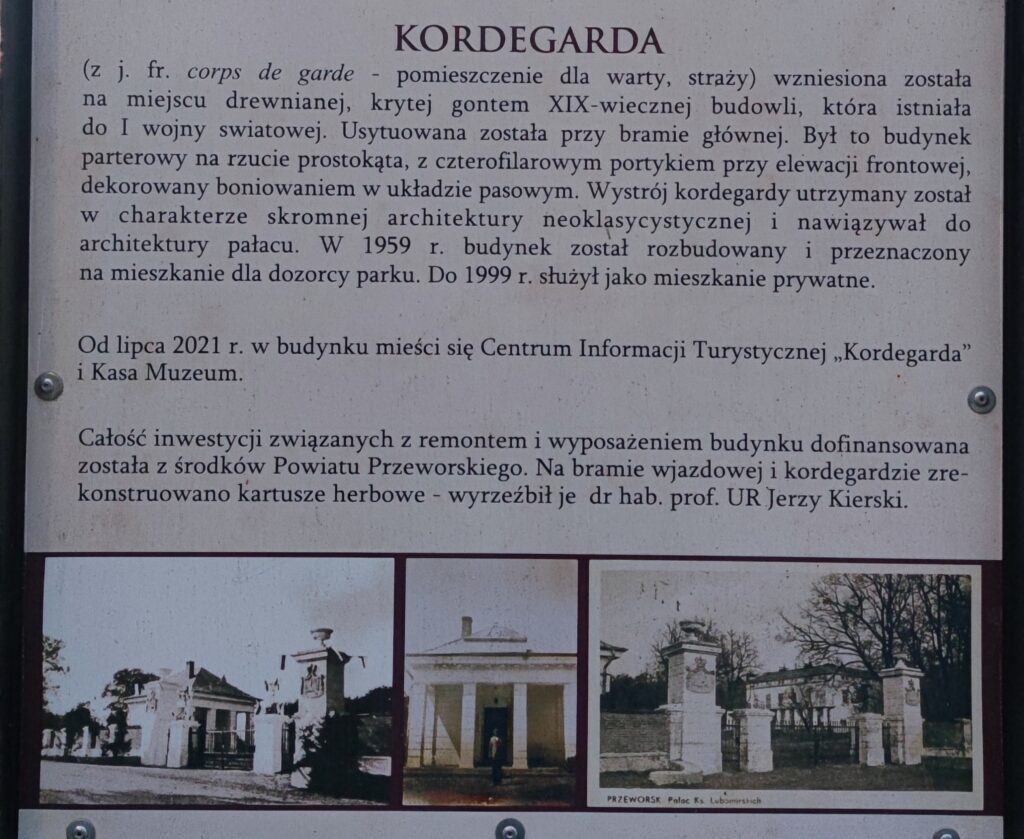 KORDEGARDA
(z j. fr. corps de garde - pomieszczenie dla warty, straży) wzniesiona została
na miejscu drewnianej, krytej gontem XIX-wiecznej budowli, która istniała
do I wojny swiatowej. Usytuowana została przy bramie głównej. Był to budynek
parterowy na rzucie prostokąta, z czterofilarowym portykiem przy elewacji frontowej,
dekorowany boniowaniem w układzie pasowym. Wystrój kordegardy utrzymany został
w charakterze skromnej architektury neoklasycystycznej i nawiązywał do
architektury pałacu. W 1959 r. budynek został rozbudowany i przeznaczony
na mieszkanie dla dozorcy parku. Do 1999 r. służył jako mieszkanie prywatne.
Od lipca 2021 r. w budynku mieści się Centrum Informacji Turystycznej „Kordegarda”
i Kasa Muzeum.
Całość inwestycji związanych z remontem i wyposażeniem budynku dofinansowana
została z środków Powiatu Przeworskiego. Na bramie wjazdowej i kordegardzie zre-
konstruowano kartusze herbowe - wyrzeźbił je dr hab. prof. UR Jerzy Kierski.
PRZEWORSK Pałac Ks. Lubomirskich